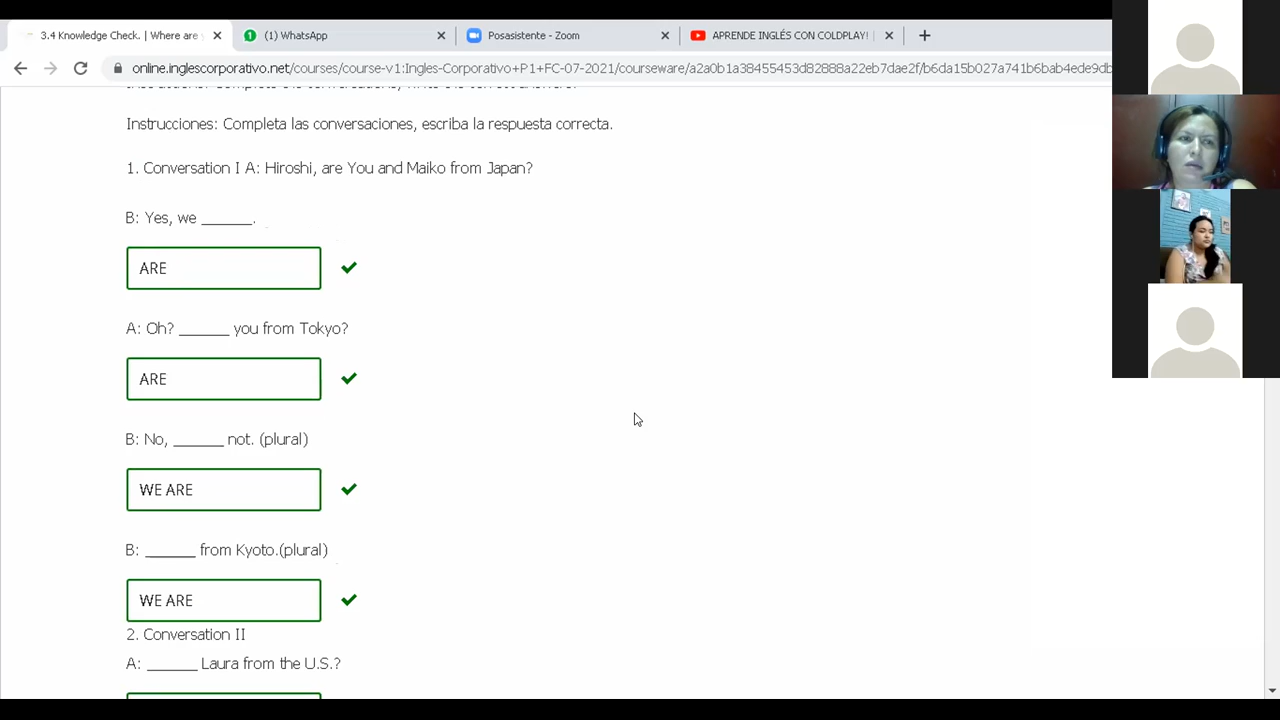 3.4 Knowledge Check. | Where are
(1) WhatsApp
Posasistente - Zoom
APRENDE INGLÉS CON COLDPLAY!
online.inglescorporativo.net/courses/course-v1:Ingles-Corporativo+P1+FC-07-2021/courseware/a2a0b1a38455453d82888a22eb7dae2f/b6da15b027a741b6bab4ede9db
Instrucciones: Completa las conversaciones, escriba la respuesta correcta.
1. Conversation I A: Hiroshi, are You and Maiko from Japan?
B: Yes, we ______.
ARE
A: Oh? ______ you from Tokyo?
ARE
B: No, ______ not. (plural)
WE ARE
B: ______ from Kyoto.(plural)
WE ARE
2. Conversation II
A: ______ Laura from the U.S.?